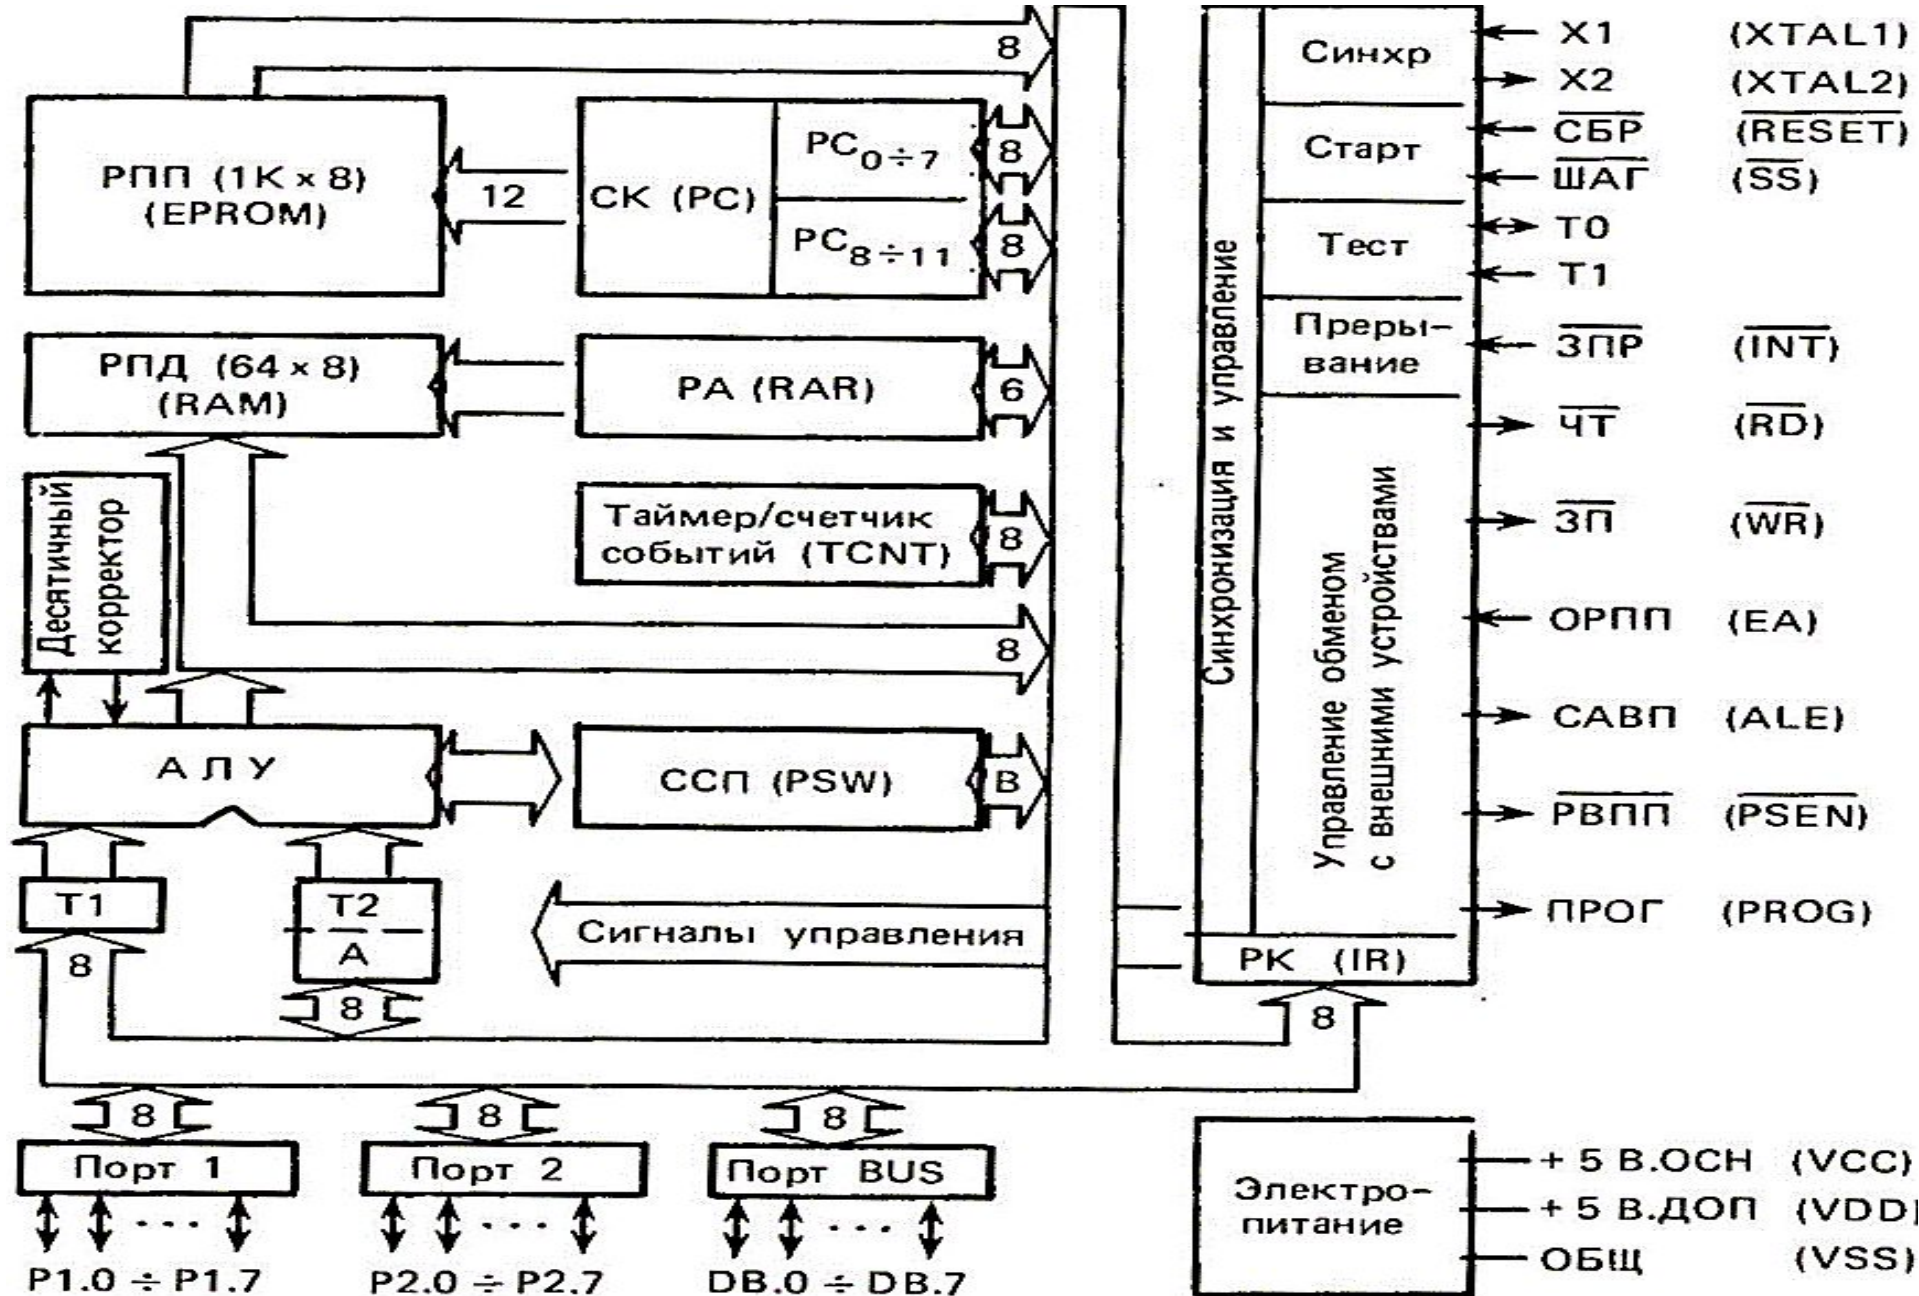 8
РПП (1К × 8)
(EPROM)
12
СК (PC)
PC0÷7
8
PC8÷11
8
РПД (64 × 8)
(RAM)
РА (RAR)
6
Десятичный
корректор
Таймер/счетчик
событий (TCNT)
8
8
АЛУ
ССП (PSW)
В
Т1
Т2
А
8
8
Сигналы управления
8
8
8
8
Порт 1
Порт 2
Порт BUS
...
...
...
P1.0 ÷ P1.7
P2.0 ÷ P2.7
DB.0 ÷ DB.7
Синхронизация и управление
Синхр
Старт
Тест
Преры-
вание
Управление обменом
с внешними устройствами
РК (IR)
X1 (XTAL1)
X2 (XTAL2)
СБР (RESET)
ШАГ (SS)
Т0
Т1
ЗПР (INT)
ЧТ (RD)
ЗП (WR)
ОРПП (EA)
САВП (ALE)
РВПП (PSEN)
ПРОГ (PROG)
Электро-
питание
+ 5 В.ОСН (VCC)
+ 5 В.ДОП (VDD)
ОБЩ (VSS)